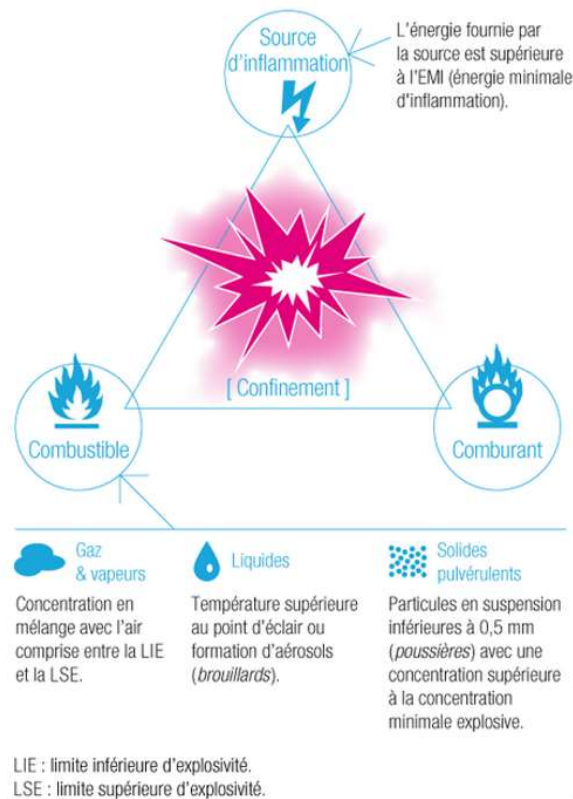 Source
d'inflammation
L'énergie fournie par
la source est supérieure
à l'EMI (énergie minimale
d'inflammation).
[ Confinement ]
Combustible
Comburant
Gaz
& vapeurs
Concentration en
mélange avec l'air
comprise entre la LIE
et la LSE.
Liquides
Température supérieure
au point d'éclair ou
formation d'aérosols
(brouillards).
Solides
pulvérulents
Particules en suspension
inférieures à 0,5 mm
(poussières) avec une
concentration supérieure
à la concentration
minimale explosive.
LIE : limite inférieure d'explosivité.
LSE : limite supérieure d'explosivité.